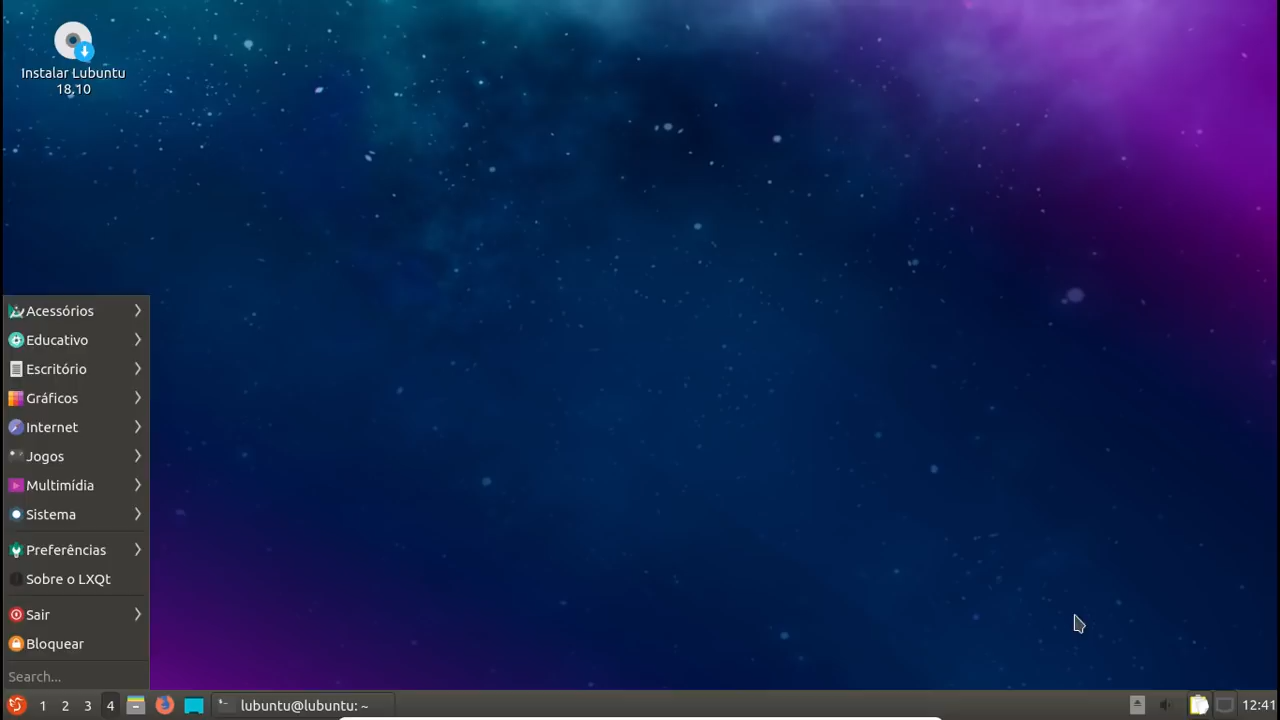 Instalar Lubuntu
18.10
Acessórios
Educativo
Escritório
Gráficos
Internet
Jogos
Multimídia
Sistema
Preferências
Sobre o LXQt
Sair
Bloquear
Search...
1 2 3 4 lubuntu@lubuntu: ~ 12:41